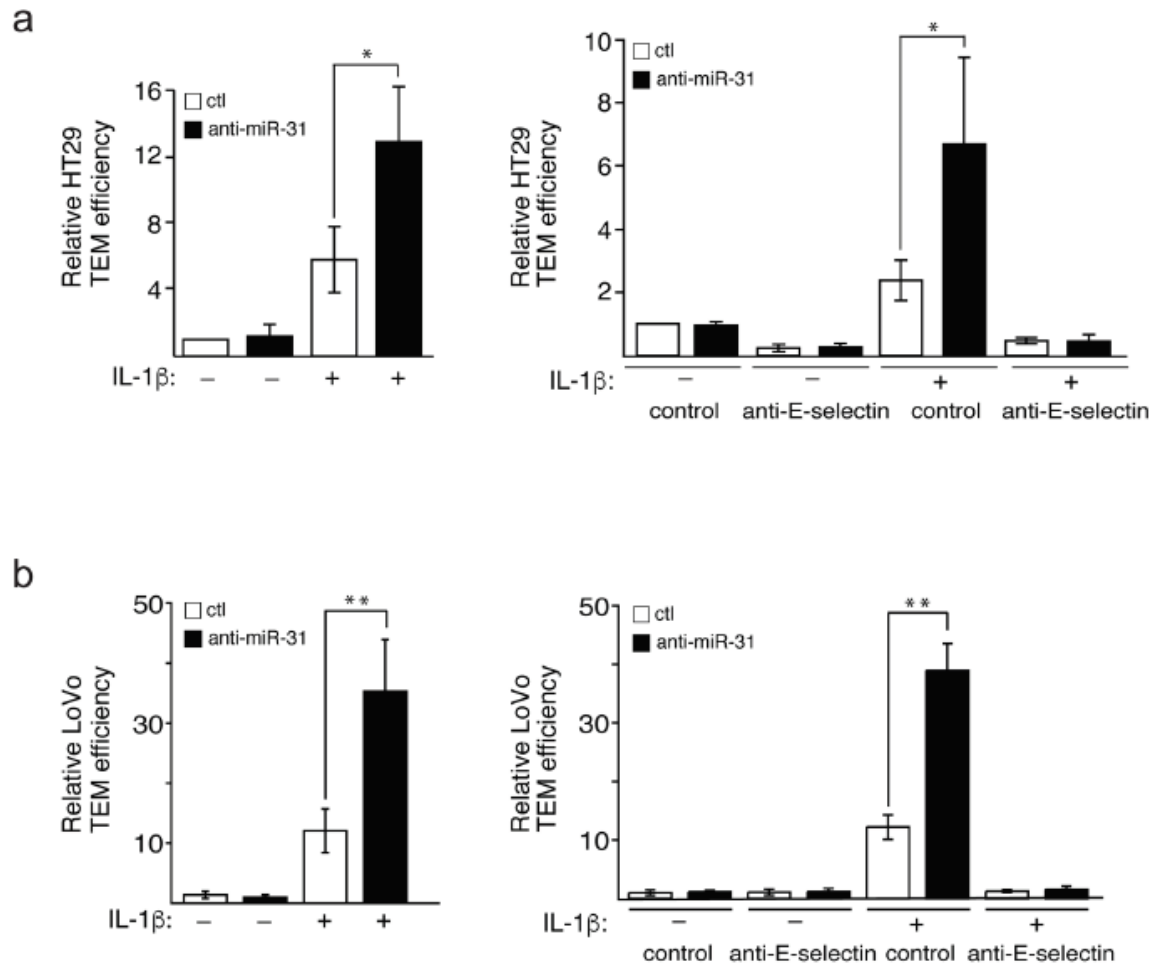 a
Relative HT29
TEM efficiency
16
12
8
4
ctl
anti-miR-31
*
IL-1β: – – + +
Relative HT29
TEM efficiency
10
8
6
4
2
ctl
anti-miR-31
*
IL-1β: – – + +
control anti-E-selectin control anti-E-selectin
b
Relative LoVo
TEM efficiency
50
30
10
ctl
anti-miR-31
**
IL-1β: – – + +
Relative LoVo
TEM efficiency
50
30
10
ctl
anti-miR-31
**
IL-1β: – – + +
control anti-E-selectin control anti-E-selectin